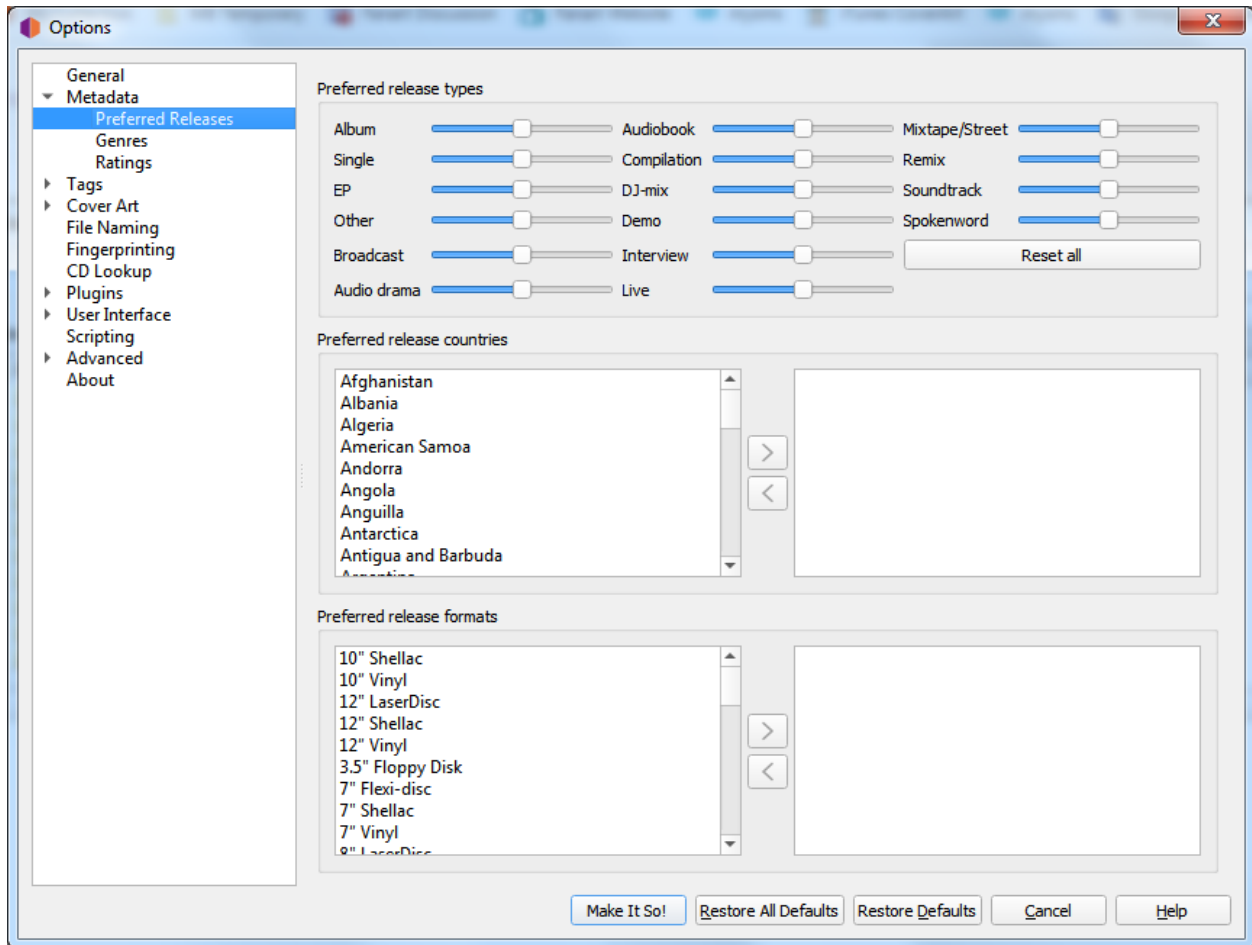 Options
General
Metadata
Preferred Releases
Genres
Ratings
Tags
Cover Art
File Naming
Fingerprinting
CD Lookup
Plugins
User Interface
Scripting
Advanced
About
Preferred release types
Album Audiobook Mixtape/Street
Single Compilation Remix
EP DJ-mix Soundtrack
Other Demo Spokenword
Broadcast Interview Reset all
Audio drama Live
Preferred release countries
Afghanistan
Albania
Algeria
American Samoa
Andorra
Angola
Anguilla
Antarctica
Antigua and Barbuda
Argentina
>
<
Preferred release formats
10" Shellac
10" Vinyl
12" LaserDisc
12" Shellac
12" Vinyl
3.5" Floppy Disk
7" Flexi-disc
7" Shellac
7" Vinyl
8" LaserDisc
>
<
Make It So! Restore All Defaults Restore Defaults Cancel Help